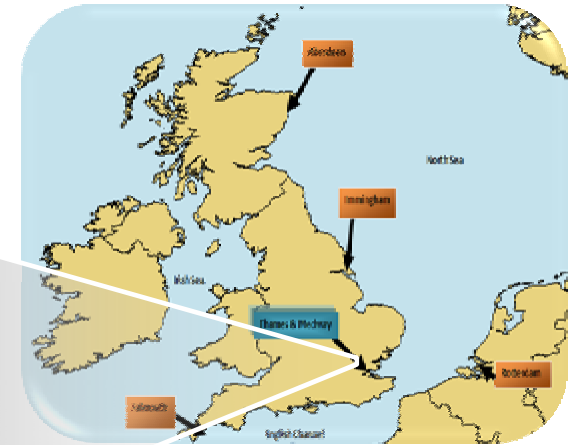 Aberdeen
North Sea
Immingham
Irish Sea
Thames & Medway
Rotterdam
Falmouth
English Channel